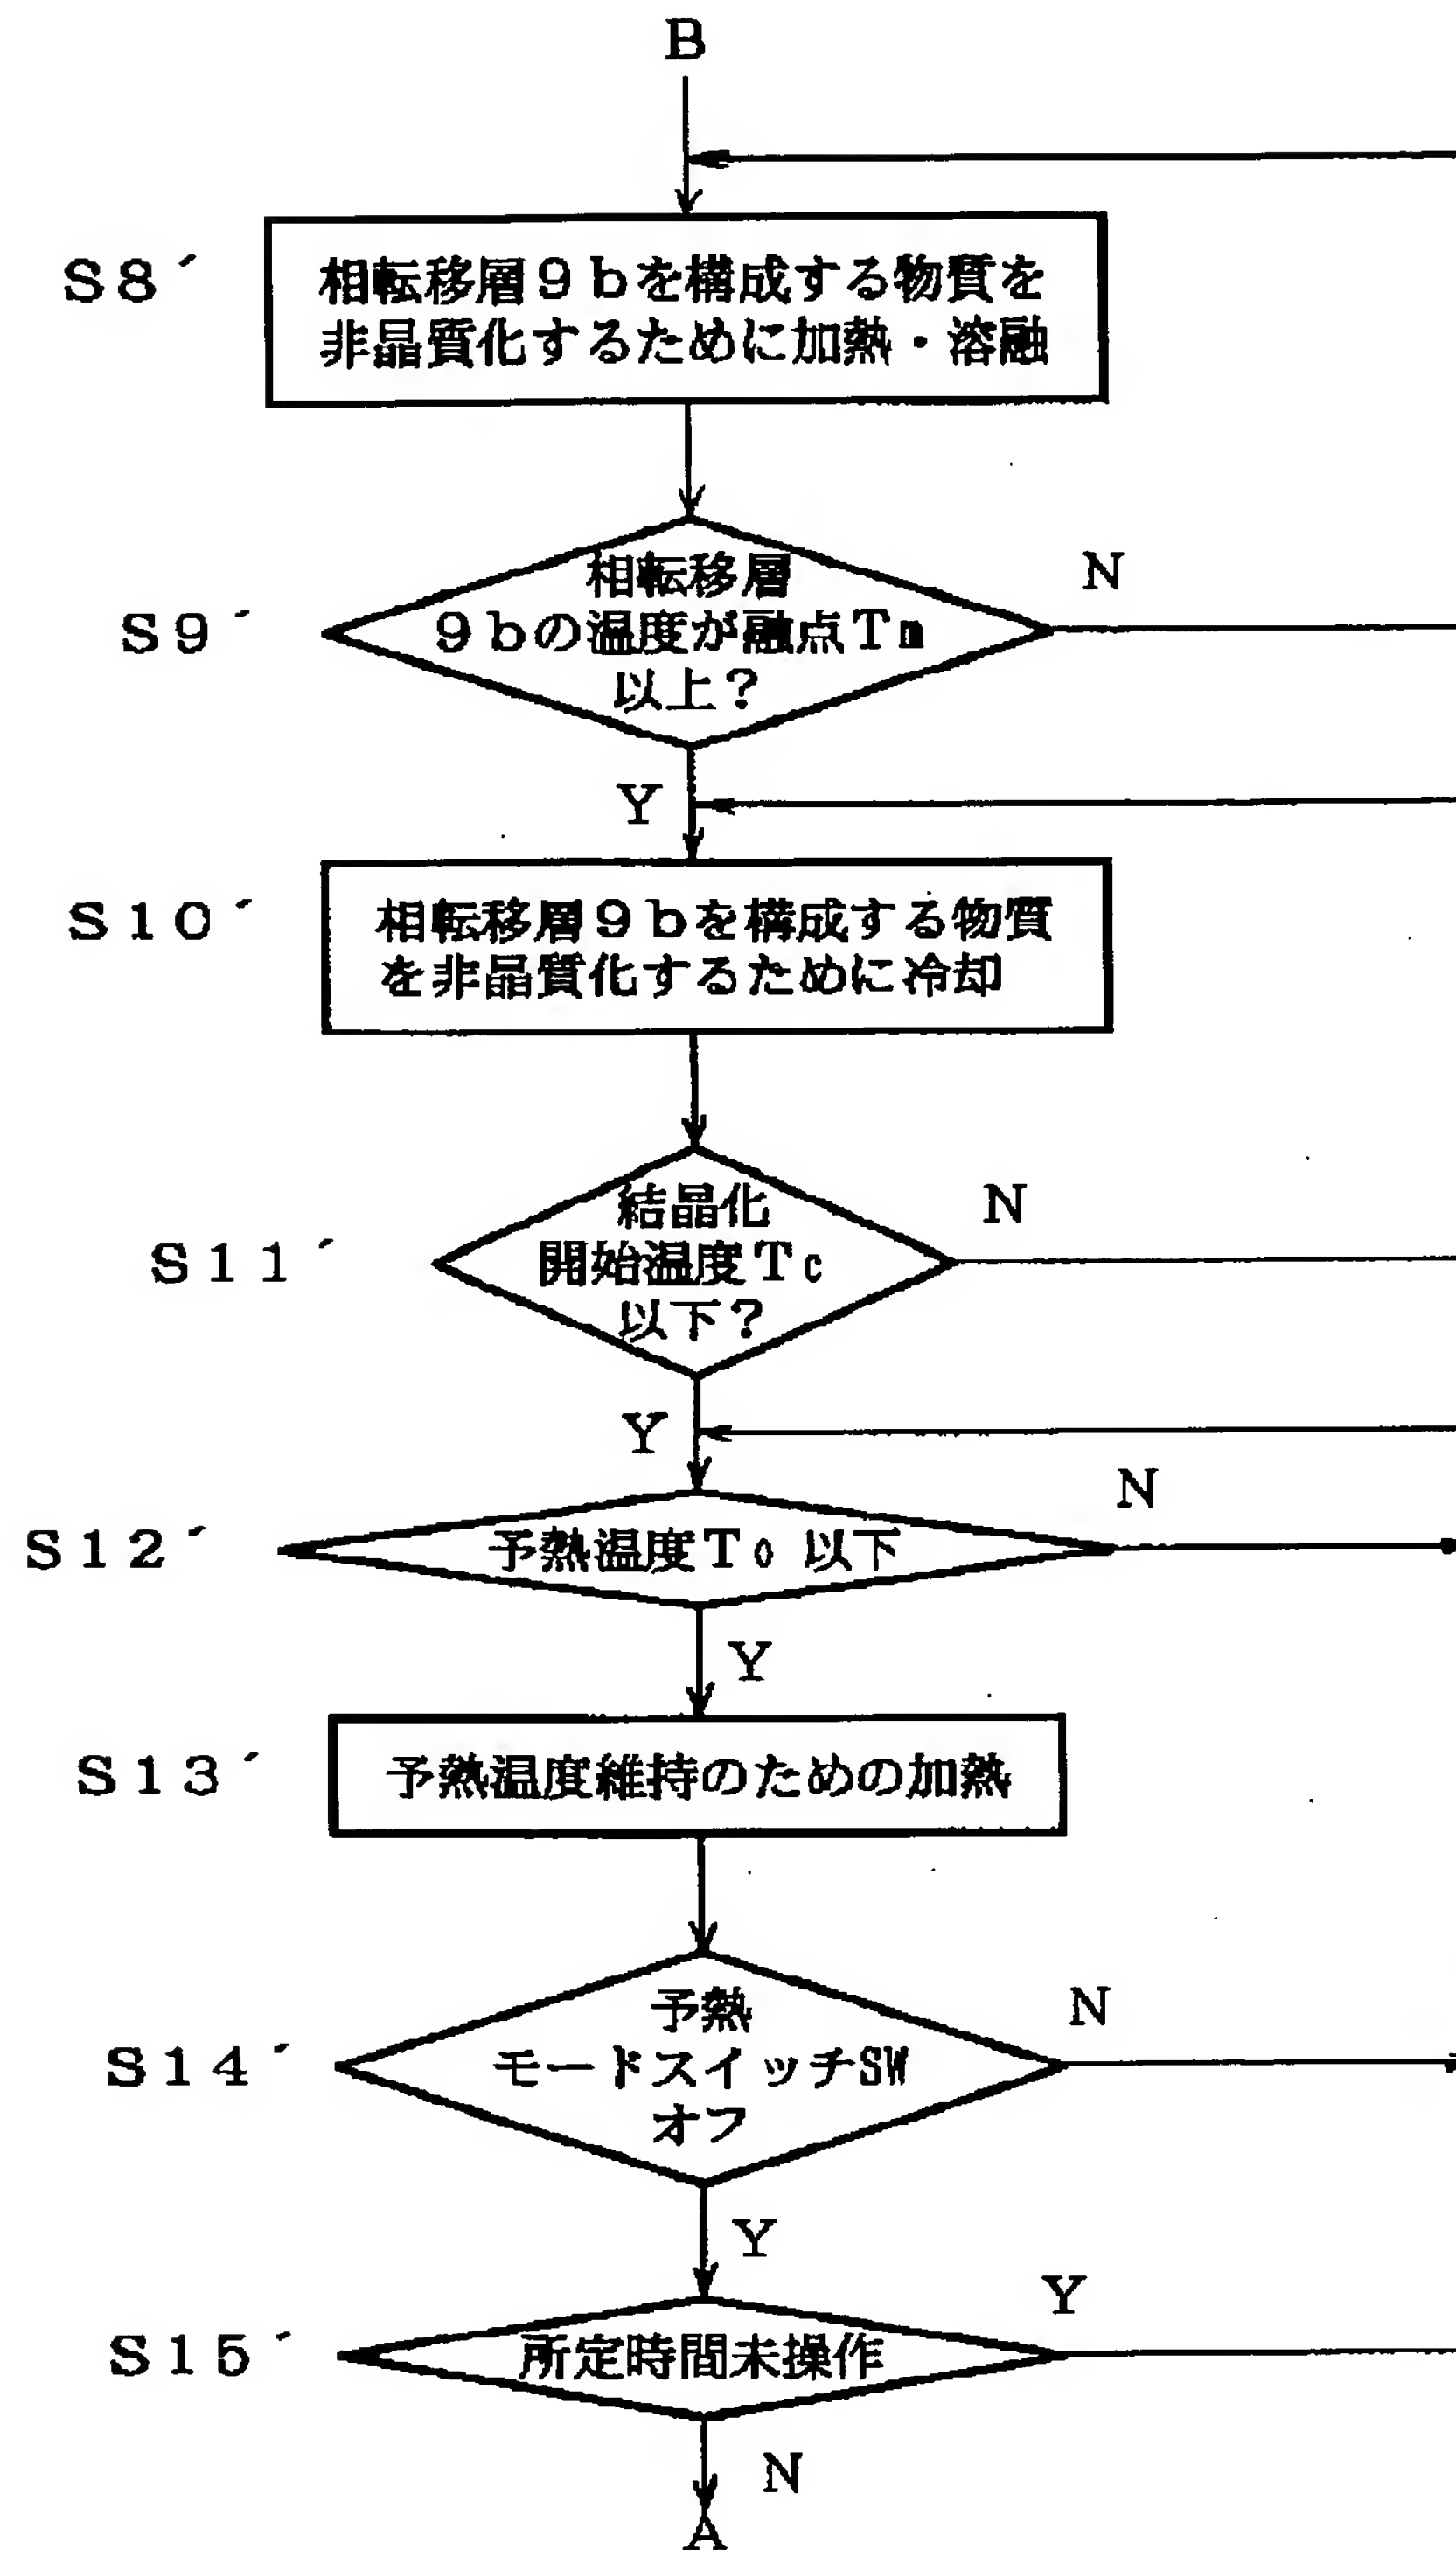 B
S8´
相転移層9bを構成する物質を
非晶質化するために加熱・溶融
N
S9´
相転移層
9bの温度が融点Tm
以上?
Y
S10´
相転移層9bを構成する物質
を非晶質化するために冷却
N
S11´
結晶化
開始温度Tc
以下?
Y
N
S12´
予熱温度T0 以下
Y
S13´
予熱温度維持のための加熱
N
S14´
予熱
モードスイッチSW
オフ
Y
Y
S15´
所定時間未操作
N
A